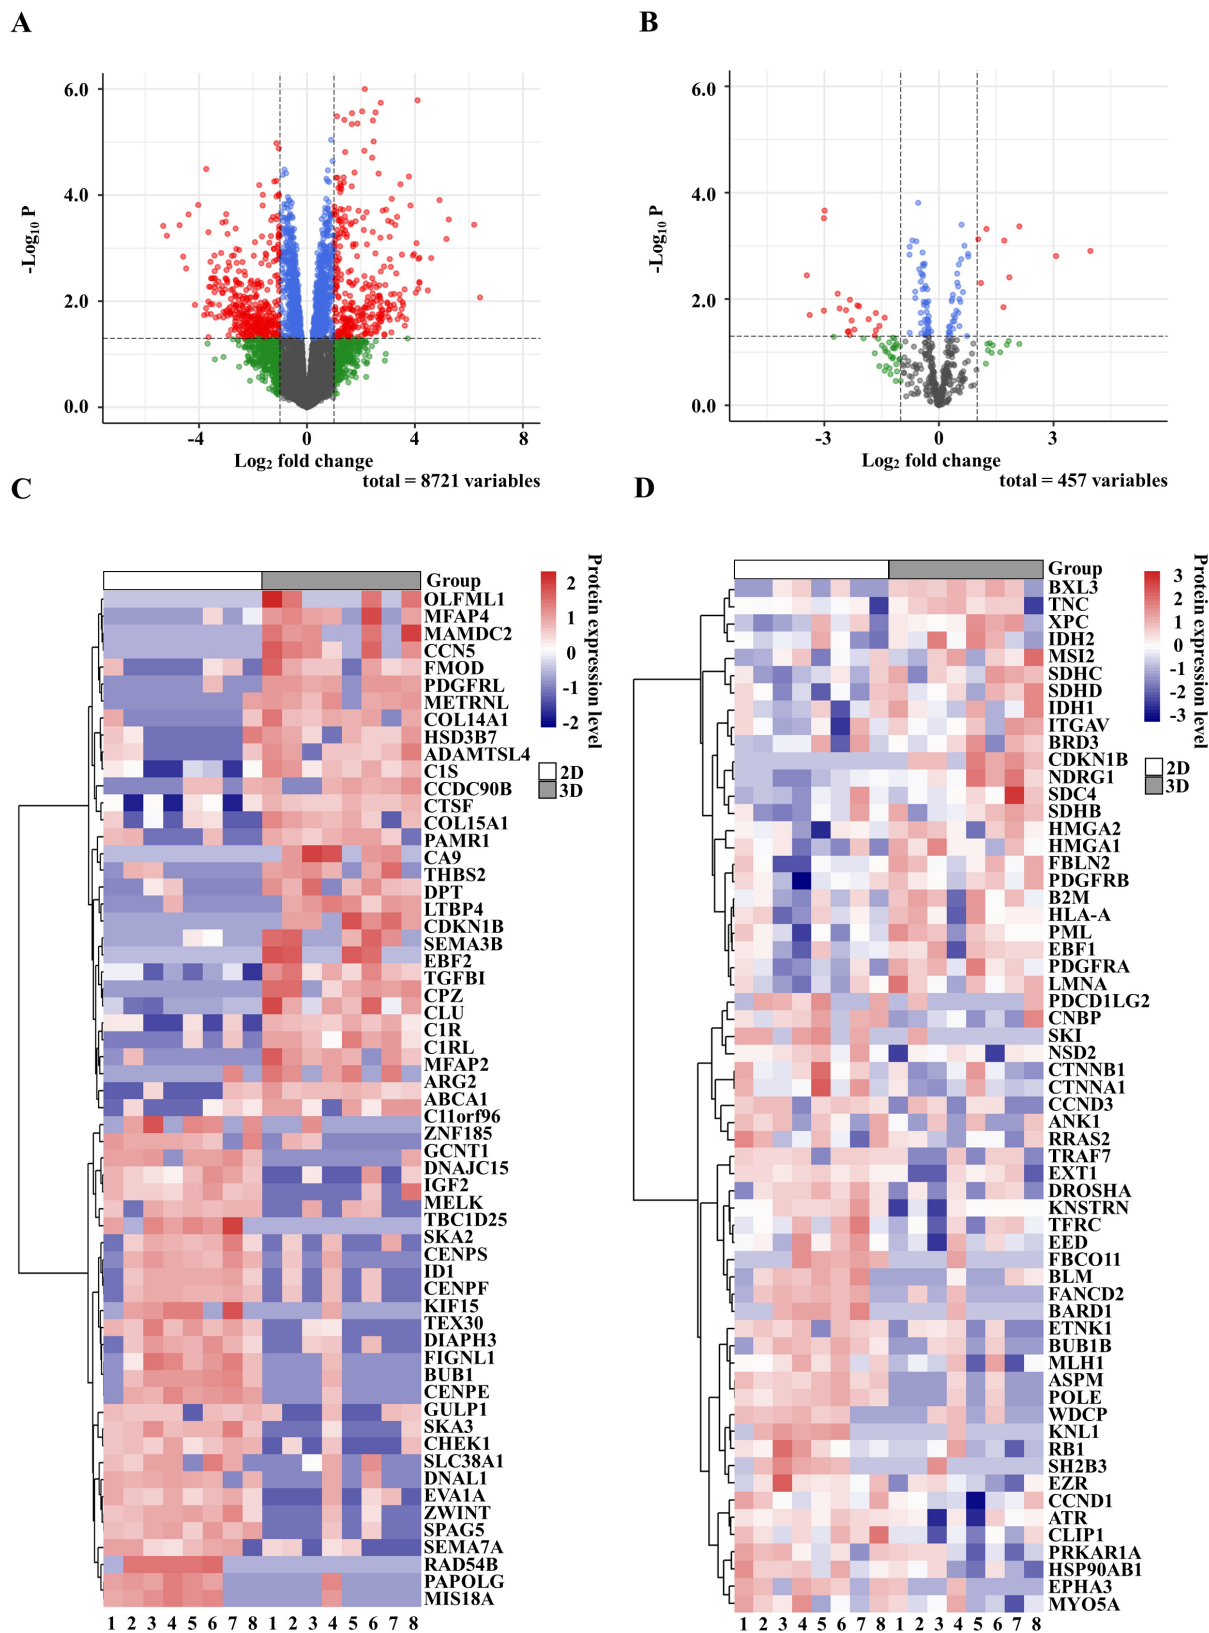 A
B
6.0
4.0
2.0
0.0
-Log10 P
-4
0
4
8
Log2 fold change
total = 8721 variables
6.0
4.0
2.0
0.0
-Log10 P
-3
0
3
Log2 fold change
total = 457 variables
C
D
Group
OLFML1
MFAP4
MAMDC2
CCN5
FMOD
PDGFRL
METRNL
COL14A1
HSD3B7
ADAMTSL4
C1S
CCDC90B
CTSF
COL15A1
PAMR1
CA9
THBS2
DPT
LTBP4
CDKN1B
SEMA3B
EBF2
TGFBI
CPZ
CLU
C1R
C1RL
MFAP2
ARG2
ABCA1
C11orf96
ZNF185
GCNT1
DNAJC15
IGF2
MELK
TBC1D25
SKA2
CENPS
ID1
CENPF
KIF15
TEX30
DIAPH3
FIGNL1
BUB1
CENPE
GULP1
SKA3
CHEK1
SLC38A1
DNAL1
EVA1A
ZWINT
SPAG5
SEMA7A
RAD54B
PAPOLG
MIS18A
1 2 3 4 5 6 7 8 1 2 3 4 5 6 7 8
2
1
0
-1
-2
Protein expression level
2D
3D
Group
BXL3
TNC
XPC
IDH2
MSI2
SDHC
SDHD
IDH1
ITGAV
BRD3
CDKN1B
NDRG1
SDC4
SDHB
HMGA2
HMGA1
FBLN2
PDGFRB
B2M
HLA-A
PML
EBF1
PDGFRA
LMNA
PDCD1LG2
CNBP
SKI
NSD2
CTNNB1
CTNNA1
CCND3
ANK1
RRAS2
TRAF7
EXT1
DROSHA
KNSTRN
TFRC
EED
FBCO11
BLM
FANCD2
BARD1
ETNK1
BUB1B
MLH1
ASPM
POLE
WDCP
KNL1
RB1
SH2B3
EZR
CCND1
ATR
CLIP1
PRKAR1A
HSP90AB1
EPHA3
MYO5A
1 2 3 4 5 6 7 8 1 2 3 4 5 6 7 8
3
2
1
0
-1
-2
-3
Protein expression level
2D
3D